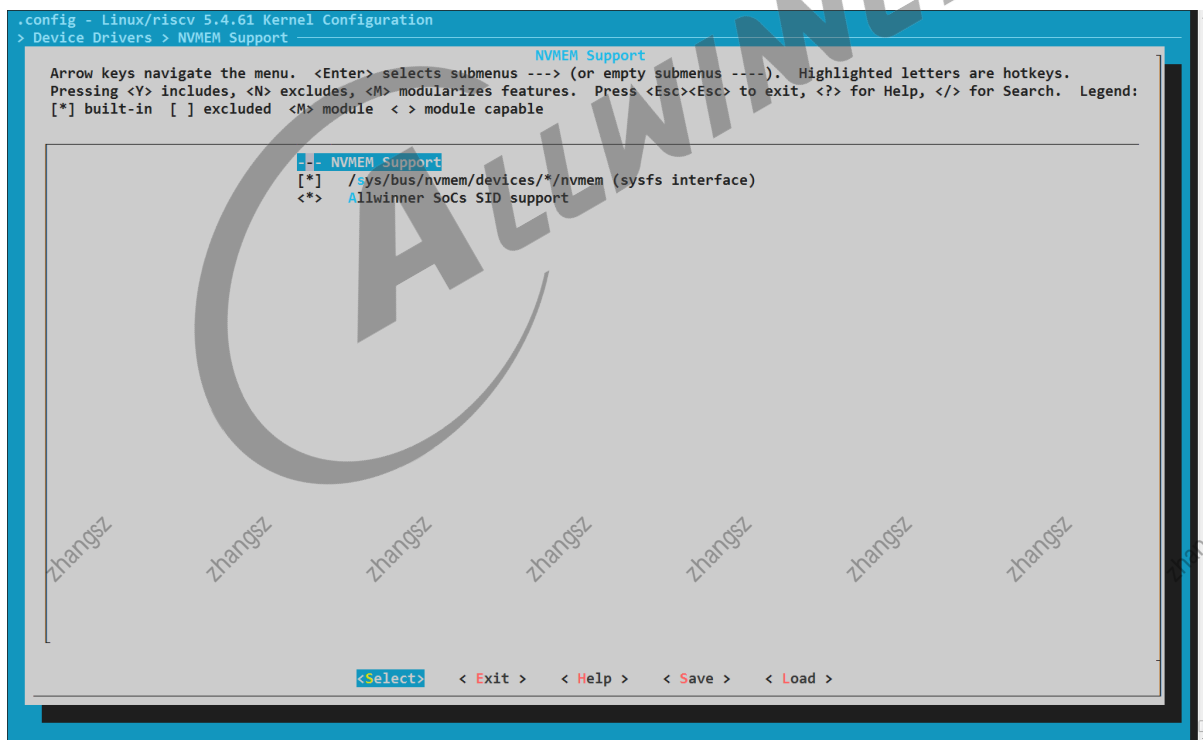 .config - Linux/riscv 5.4.61 Kernel Configuration
> Device Drivers > NVMEM Support
NVMEM Support
Arrow keys navigate the menu.  <Enter> selects submenus ---> (or empty submenus ----).  Highlighted letters are hotkeys.
Pressing <Y> includes, <N> excludes, <M> modularizes features.  Press <Esc><Esc> to exit, <?> for Help, </> for Search.  Legend:
[*] built-in  [ ] excluded  <M> module  < > module capable
--- NVMEM Support
[*]   /sys/bus/nvmem/devices/*/nvmem (sysfs interface)
<*>   Allwinner SoCs SID support
zhangsz zhangsz zhangsz zhangsz zhangsz zhangsz zhangsz
<Select>    < Exit >    < Help >    < Save >    < Load >